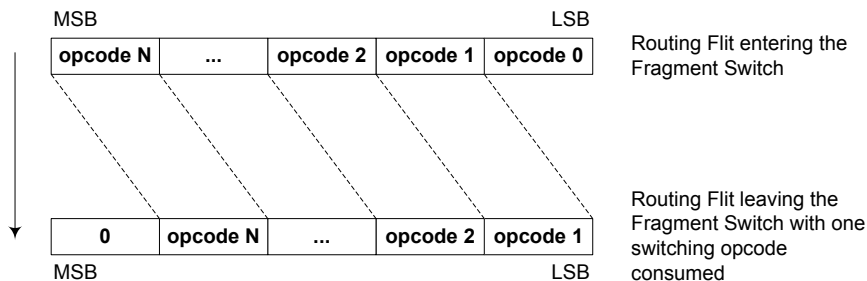 MSB LSB
opcode N ... opcode 2 opcode 1 opcode 0
Routing Flit entering the
Fragment Switch
0 opcode N ... opcode 2 opcode 1
MSB LSB
Routing Flit leaving the
Fragment Switch with one
switching opcode
consumed